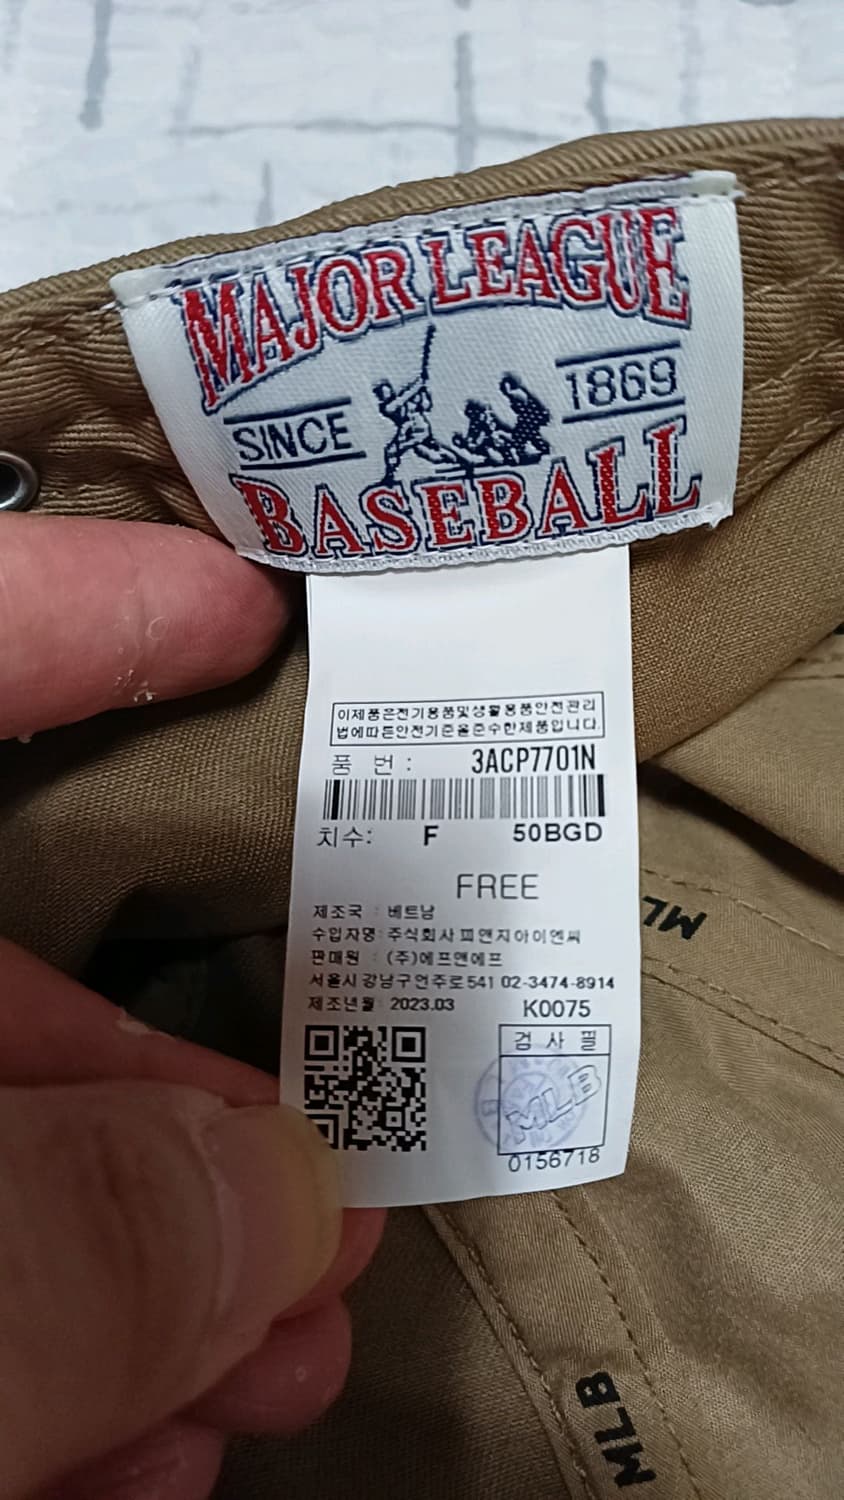 MAJOR LEAGUE
SINCE 1869
BASEBALL
이제품은전기용품및생활용품안전관리
법에따른안전기준을준수한제품입니다.
품 번 : 3ACP7701N
치수: F 50BGD
FREE
제조국 : 베트남
수입자명: 주식회사 피앤지아이엔씨
판매원 : (주)에프앤에프
서울시 강남구언주로541 02-3474-8914
제조년월: 2023.03 K0075
검 사 필
MLB
0156718
MLB
MLB